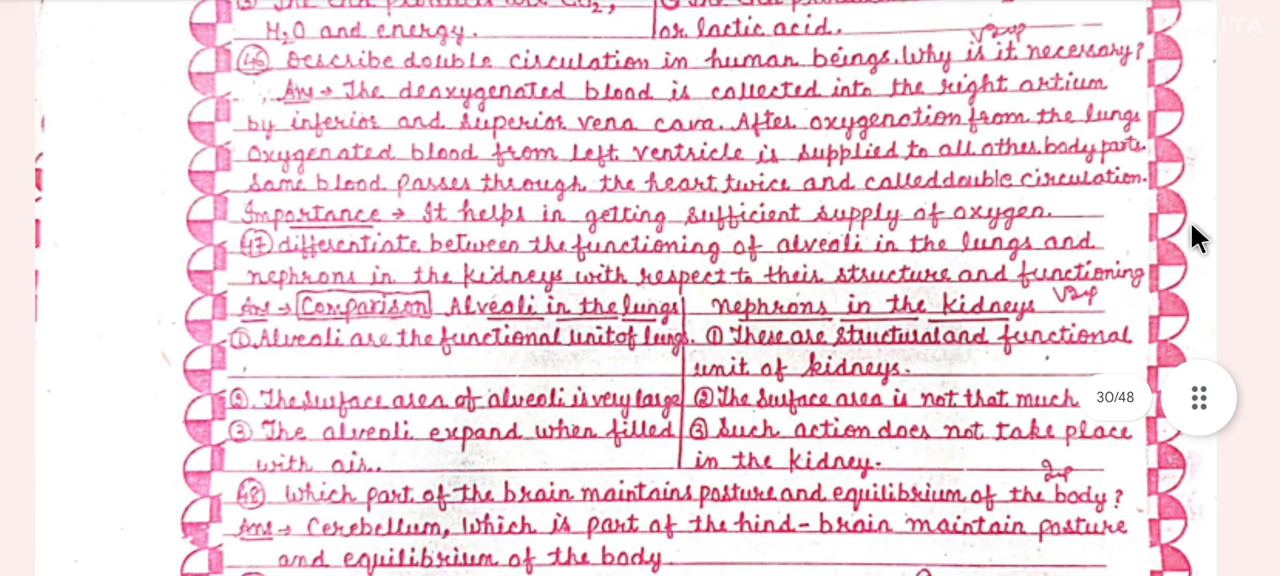 H₂O and energy. | or lactic acid.
(46) Describe double circulation in human beings. Why is it necessary?
Ans → The deoxygenated blood is collected into the right artium
by inferior and superior vena cava. After oxygenation from the lungs
Oxygenated blood from left ventricle is supplied to all other body parts.
Same blood passes through the heart twice and called double circulation.
Importance → It helps in getting sufficient supply of oxygen.
(47) differentiate between the functioning of alveoli in the lungs and
nephrons in the kidneys with respect to their structure and functioning
Ans → Comparison Alveoli in the lungs | nephrons in the kidneys
① Alveoli are the functional unit of lungs. | ① These are structural and functional
unit of kidneys.
② The surface area of alveoli is very large | ② The surface area is not that much
30/48
③ The alveoli expand when filled | ③ Such action does not take place
with air. | in the kidney.
(48) Which part of the brain maintains posture and equilibrium of the body?
Ans → Cerebellum, which is part of the hind-brain maintain posture
and equilibrium of the body.